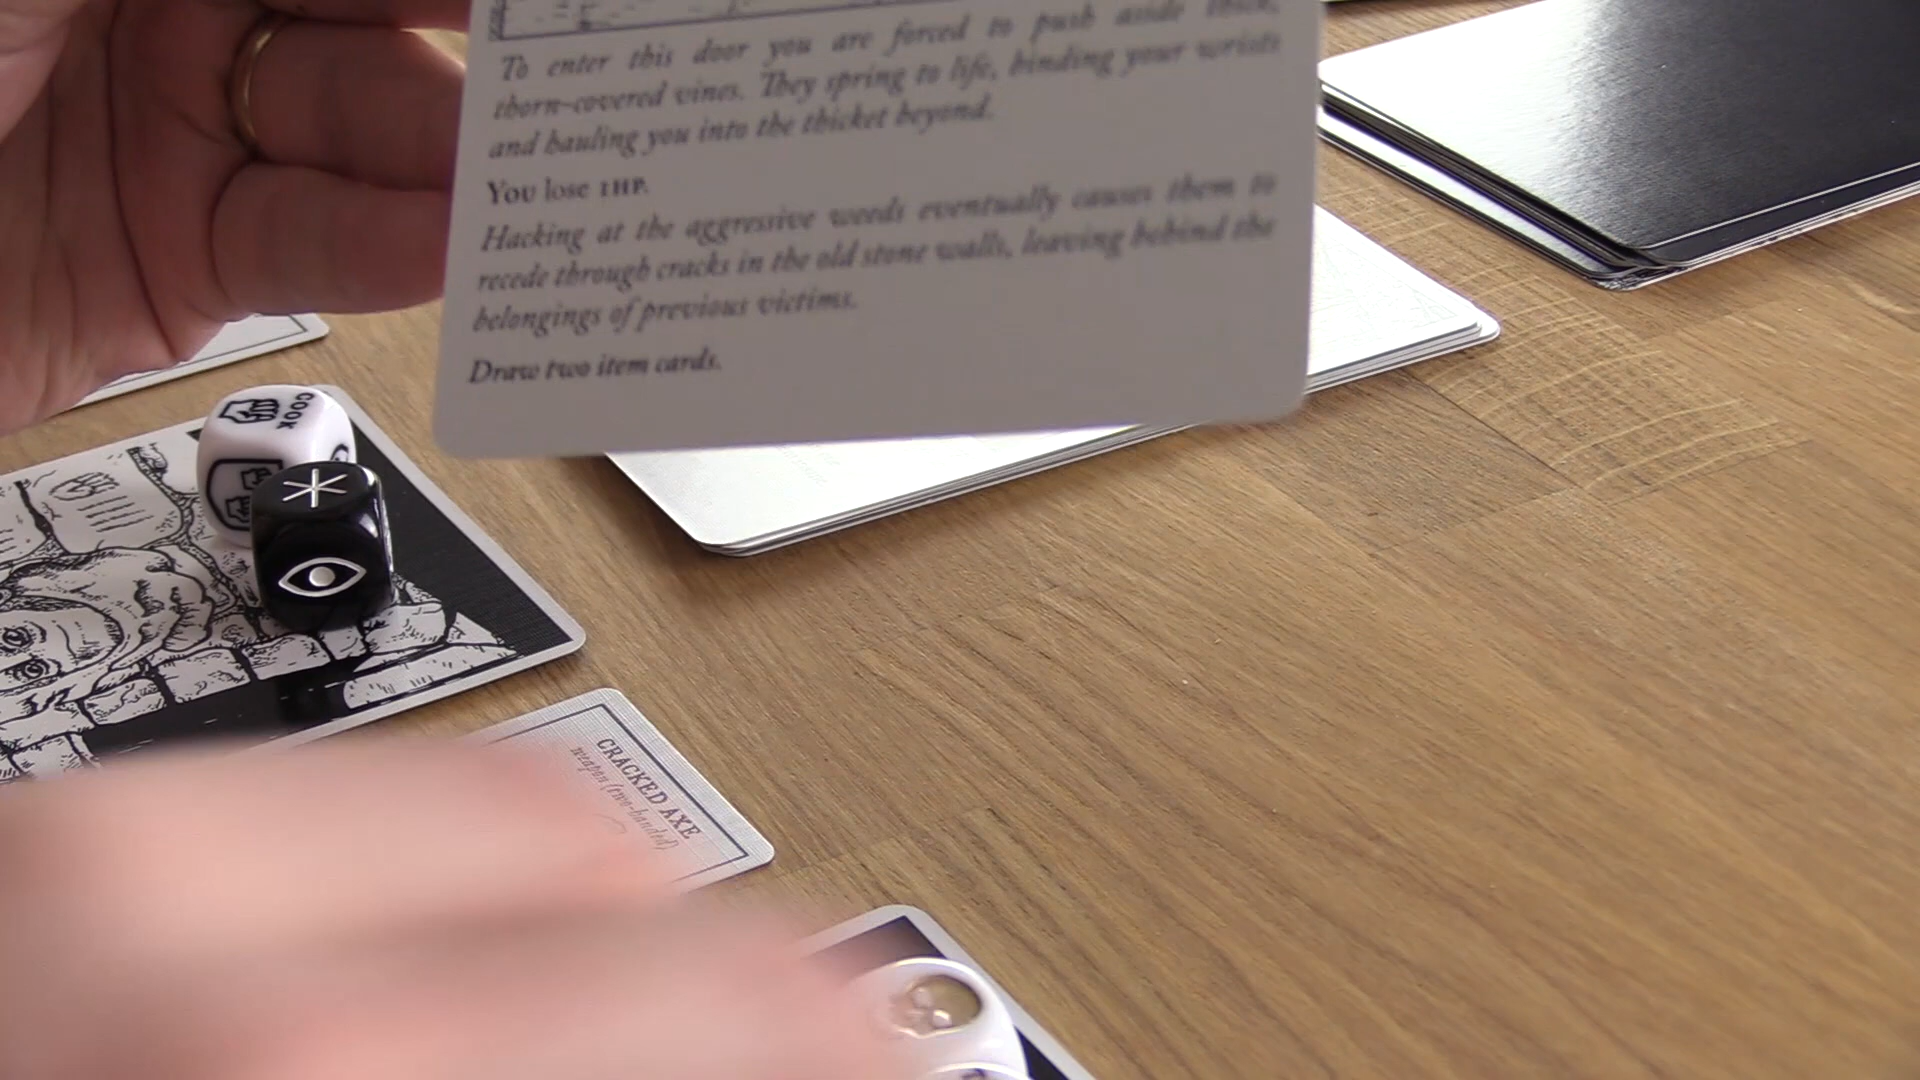 To enter this door you are forced to push aside thick,
thorn-covered vines. They spring to life, binding your wrists
and hauling you into the thicket beyond.
You lose 1HP.
Hacking at the aggressive weeds eventually causes them to
recede through cracks in the old stone walls, leaving behind the
belongings of previous victims.
Draw two item cards.
COOK
CRACKED AXE
weapon (two-handed)